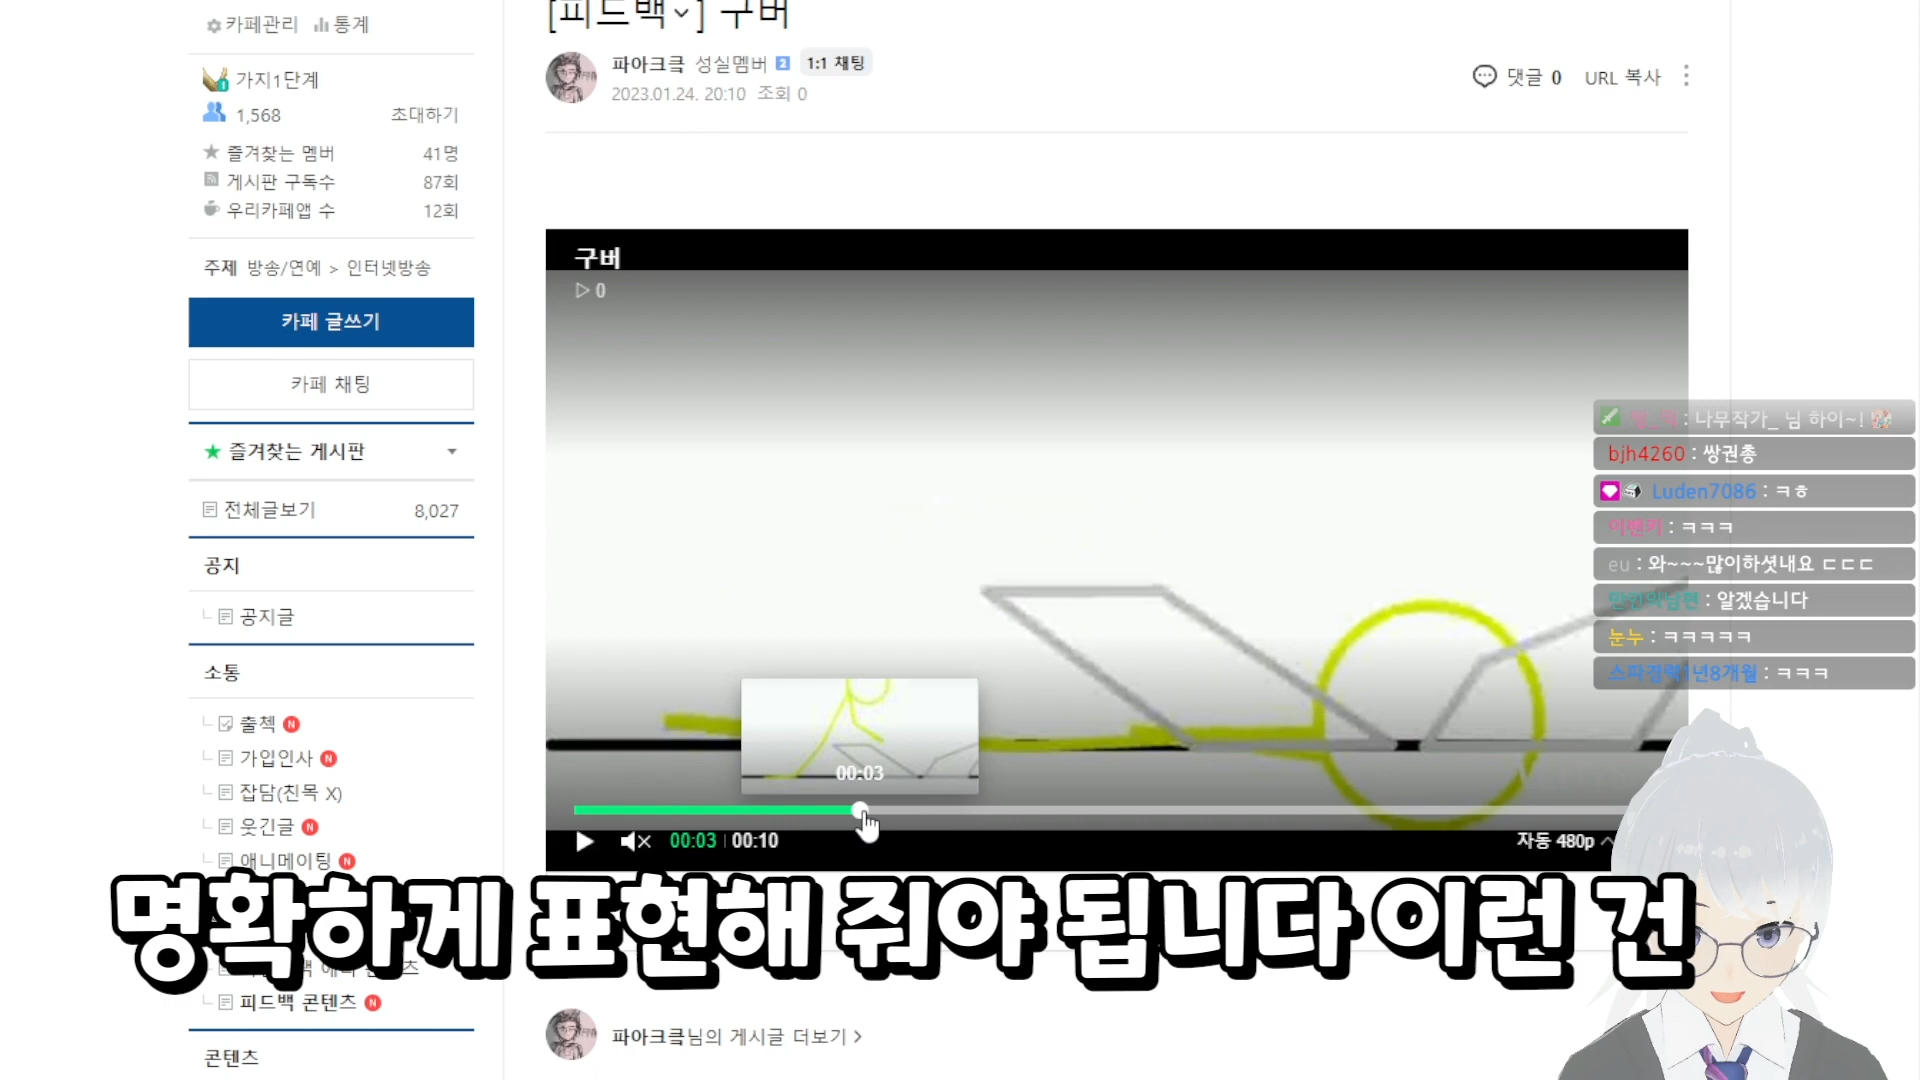 카페관리 통계
가지1단계
1,568 초대하기
즐겨찾는 멤버 41명
게시판 구독수 87회
우리카페앱 수 12회
주제 방송/연예 > 인터넷방송
카페 글쓰기
카페 채팅
즐겨찾는 게시판
전체글보기 8,027
공지
공지글
소통
출첵 N
가입인사 N
잡담(친목 X)
웃긴글 N
애니메이팅 N
피드백 콘텐츠 N
콘텐츠
[피드백] 구버
파아크큭 성실멤버 2 1:1 채팅
2023.01.24. 20:10 조회 0
댓글 0 URL 복사
구버
0
00:03
00:03 00:10
자동 480p
: 나무작가_ 님 하이~!
bjh4260 : 쌍권총
Luden7086 : ㅋㅎ
: ㅋㅋㅋ
eu : 와~~~많이하셧내요 ㄷㄷㄷ
: 알겠습니다
눈누 : ㅋㅋㅋㅋㅋ
스파경력1년8개월 : ㅋㅋㅋ
명확하게 표현해 줘야 됩니다 이런 건
파아크큭님의 게시글 더보기